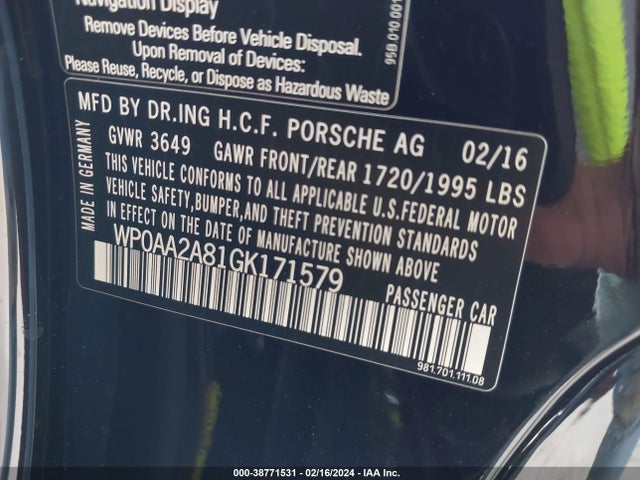 Navigation Display
Remove Devices Before Vehicle Disposal.
Upon Removal of Devices:
Please Reuse, Recycle, or Dispose as Hazardous Waste
95B.010.001
MFD BY DR.ING H.C.F. PORSCHE AG 02/16
GVWR 3649 GAWR FRONT/REAR 1720/1995 LBS
THIS VEHICLE CONFORMS TO ALL APPLICABLE U.S.FEDERAL MOTOR
VEHICLE SAFETY,BUMPER,AND THEFT PREVENTION STANDARDS
IN EFFECT ON THE DATE OF MANUFACTURE SHOWN ABOVE
MADE IN GERMANY
WP0AA2A81GK171579
PASSENGER CAR
981.701.111.08
000-38771531 - 02/16/2024 - IAA Inc.